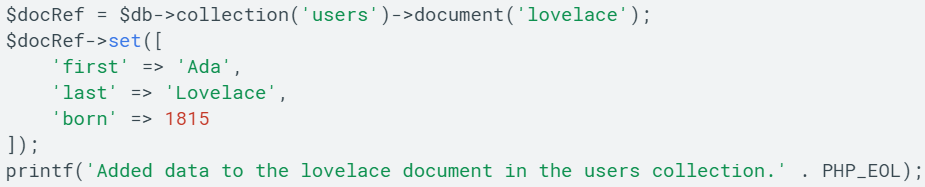 $docRef = $db->collection('users')->document('lovelace');
$docRef->set([
    'first' => 'Ada',
    'last' => 'Lovelace',
    'born' => 1815
]);
printf('Added data to the lovelace document in the users collection.' . PHP_EOL);